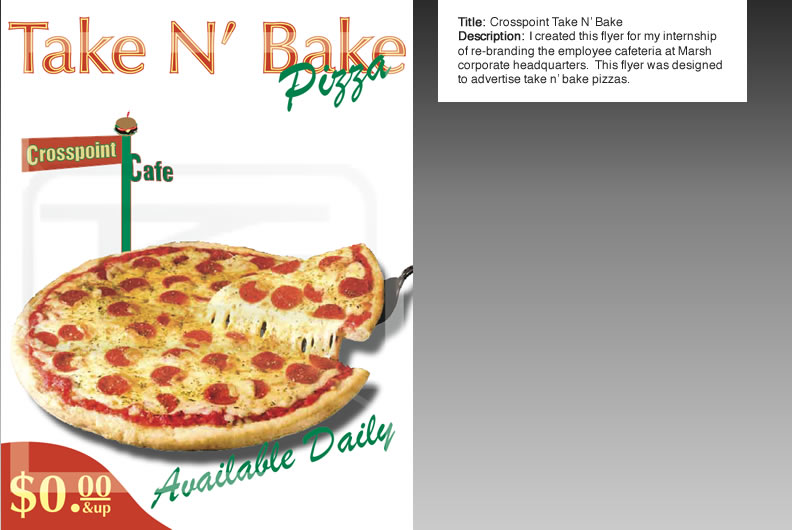 Take N' Bake
Pizza
Crosspoint
Cafe
Available Daily
$0.00
&up
Title: Crosspoint Take N' Bake
Description: I created this flyer for my internship
of re-branding the employee cafeteria at Marsh
corporate headquarters. This flyer was designed
to advertise take n' bake pizzas.